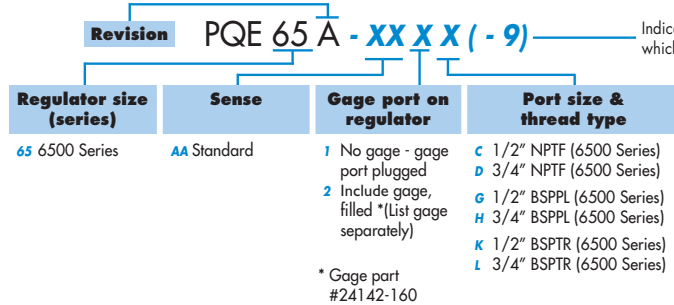 Revision PQE 65 A - XX X X ( - 9)
which
Regulator size (series)
65 6500 Series
Sense
AA Standard
Gage port on regulator
1 No gage - gage port plugged
2 Include gage, filled *(List gage separately)
* Gage part #24142-160
Port size & thread type
C 1/2" NPTF (6500 Series)
D 3/4" NPTF (6500 Series)
G 1/2" BSPPL (6500 Series)
H 3/4" BSPPL (6500 Series)
K 1/2" BSPTR (6500 Series)
L 3/4" BSPTR (6500 Series)